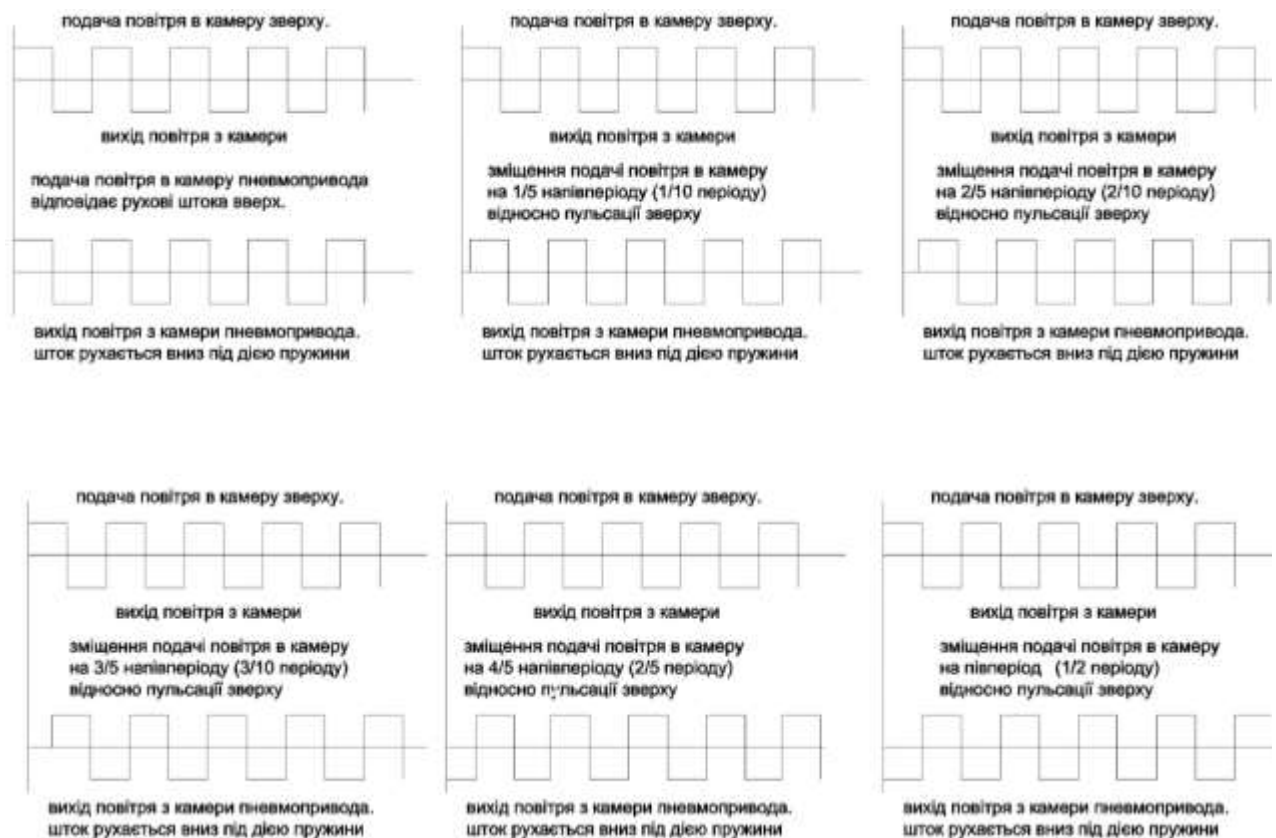 подача повітря в камеру зверху.
вихід повітря з камери
подача повітря в камеру пневмопривода
відповідає рухові штока вверх.
вихід повітря з камери пневмопривода.
шток рухається вниз під дією пружини
подача повітря в камеру зверху.
вихід повітря з камери
зміщення подачі повітря в камеру
на 1/5 напівперіоду (1/10 періоду)
відносно пульсації зверху
вихід повітря з камери пневмопривода.
шток рухається вниз під дією пружини
подача повітря в камеру зверху.
вихід повітря з камери
зміщення подачі повітря в камеру
на 2/5 напівперіоду (2/10 періоду)
відносно пульсації зверху
вихід повітря з камери пневмопривода.
шток рухається вниз під дією пружини
подача повітря в камеру зверху.
вихід повітря з камери
зміщення подачі повітря в камеру
на 3/5 напівперіоду (3/10 періоду)
відносно пульсації зверху
вихід повітря з камери пневмопривода.
шток рухається вниз під дією пружини
подача повітря в камеру зверху.
вихід повітря з камери
зміщення подачі повітря в камеру
на 4/5 напівперіоду (2/5 періоду)
відносно пульсації зверху
вихід повітря з камери пневмопривода.
шток рухається вниз під дією пружини
подача повітря в камеру зверху.
вихід повітря з камери
зміщення подачі повітря в камеру
на півперіод (1/2 періоду)
відносно пульсації зверху
вихід повітря з камери пневмопривода.
шток рухається вниз під дією пружини